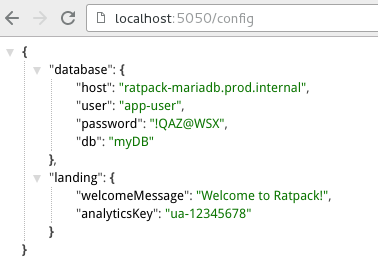 localhost:5050/config
{
"database": {
"host": "ratpack-mariadb.prod.internal",
"user": "app-user",
"password": "!QAZ@WSX",
"db": "myDB"
},
"landing": {
"welcomeMessage": "Welcome to Ratpack!",
"analyticsKey": "ua-12345678"
}
}